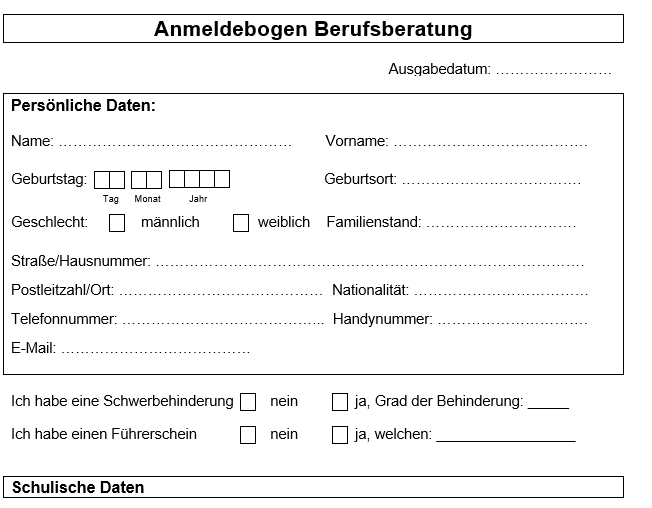 Anmeldebogen Berufsberatung
Ausgabedatum: ……………………
Persönliche Daten:
Name: ………………………………………… Vorname: …………………………………
Geburtstag: Geburtsort: ………………………………
Tag Monat Jahr
Geschlecht: männlich weiblich Familienstand: …………………………
Straße/Hausnummer: ……………………………………………………………………………
Postleitzahl/Ort: …………………………………… Nationalität: ………………………………
Telefonnummer: ………………………………….. Handynummer: …………………………
E-Mail: …………………………………
Ich habe eine Schwerbehinderung nein ja, Grad der Behinderung: _____
Ich habe einen Führerschein nein ja, welchen: _________________
Schulische Daten